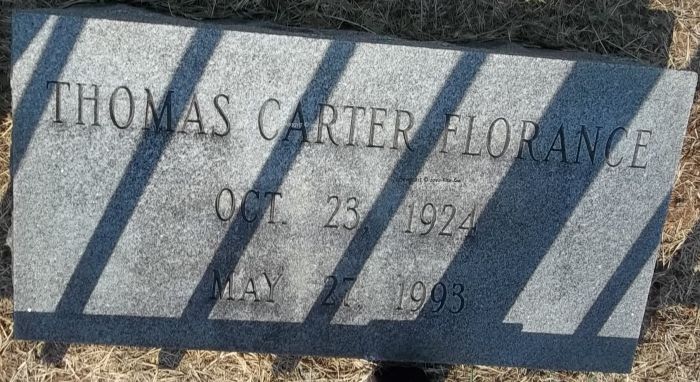 THOMAS CARTER FLORANCE
OCT. 23, 1924
MAY 27, 1993